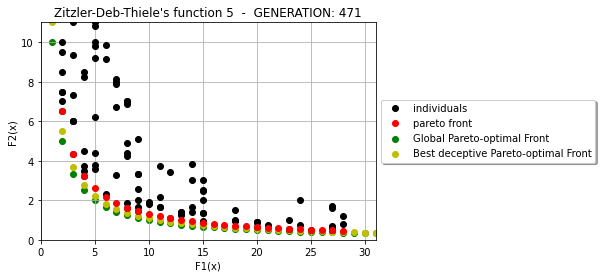 Zitzler-Deb-Thiele's function 5 - GENERATION: 471
10
8
6
4
2
0
F2(x)
0 5 10 15 20 25 30
F1(x)
individuals
pareto front
Global Pareto-optimal Front
Best deceptive Pareto-optimal Front